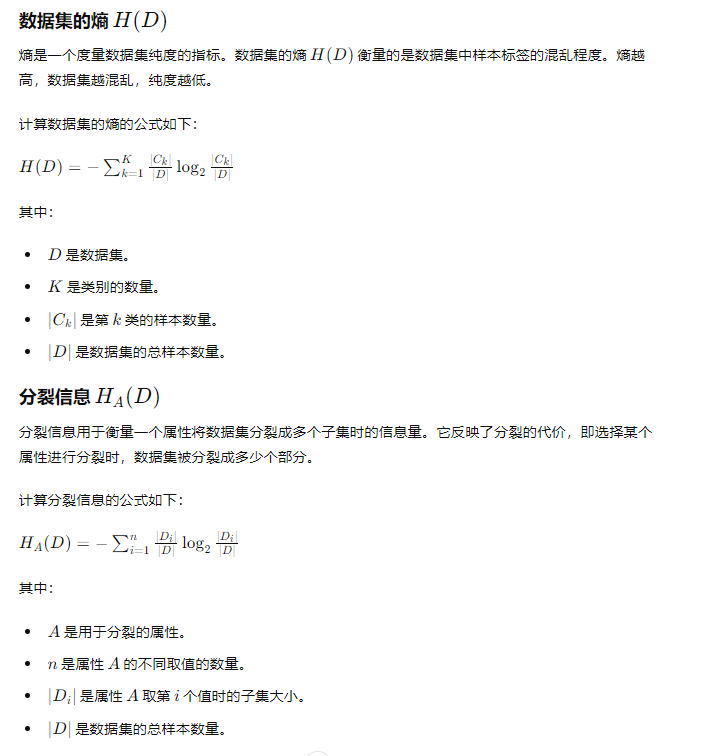 数据集的熵 H(D)
熵是一个度量数据集纯度的指标。数据集的熵 H(D) 衡量的是数据集中样本标签的混乱程度。熵越
高，数据集越混乱，纯度越低。
计算数据集的熵的公式如下：
H(D) = − ∑_{k=1}^{K} \frac{|C_k|}{|D|} log_2 \frac{|C_k|}{|D|}
其中：
• D 是数据集。
• K 是类别的数量。
• |C_k| 是第 k 类的样本数量。
• |D| 是数据集的总样本数量。
分裂信息 H_A(D)
分裂信息用于衡量一个属性将数据集分裂成多个子集时的信息量。它反映了分裂的代价，即选择某个
属性进行分裂时，数据集被分裂成多少个部分。
计算分裂信息的公式如下：
H_A(D) = − ∑_{i=1}^{n} \frac{|D_i|}{|D|} log_2 \frac{|D_i|}{|D|}
其中：
• A 是用于分裂的属性。
• n 是属性 A 的不同取值的数量。
• |D_i| 是属性 A 取第 i 个值时的子集大小。
• |D| 是数据集的总样本数量。